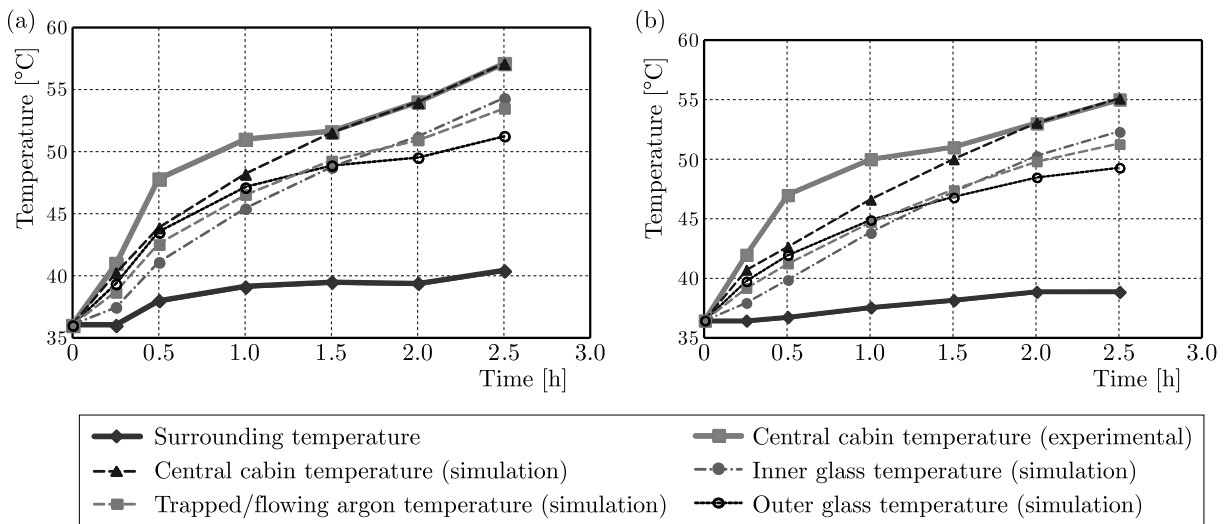 (a)
Temperature [°C]
60
55
50
45
40
35
0
0.5
1.0
1.5
2.0
2.5
3.0
Time [h]
(b)
Temperature [°C]
60
55
50
45
40
35
0
0.5
1.0
1.5
2.0
2.5
3.0
Time [h]
Surrounding temperature
Central cabin temperature (experimental)
Central cabin temperature (simulation)
Inner glass temperature (simulation)
Trapped/flowing argon temperature (simulation)
Outer glass temperature (simulation)